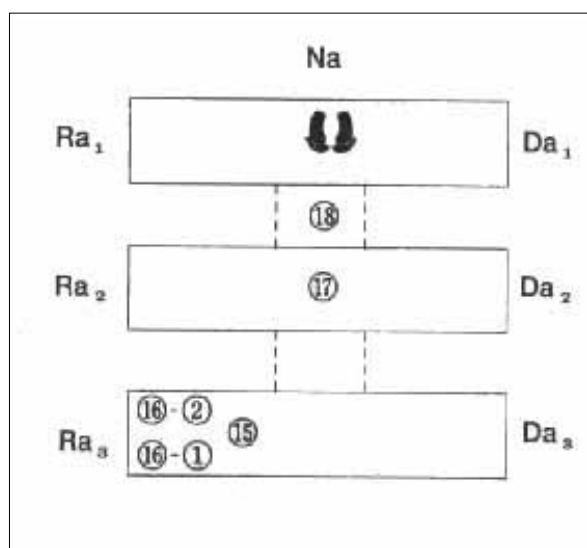 Na
Ra₁ Da₁
⑱
Ra₂ ⑰ Da₂
⑯-②
Ra₃ ⑮ Da₃
⑯-①